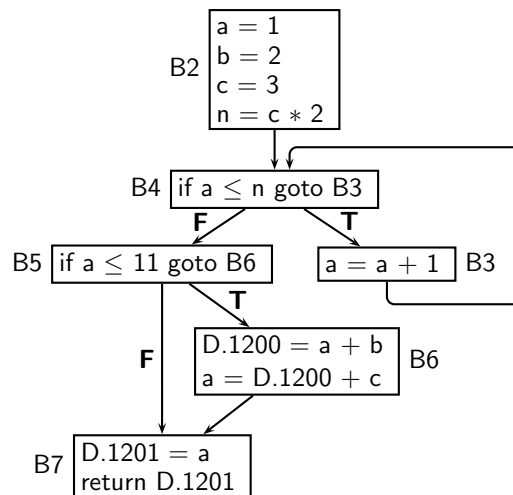 a = 1
b = 2
B2
c = 3
n = c * 2
B4
if a ≤ n goto B3
F
T
B5
if a ≤ 11 goto B6
a = a + 1
B3
T
F
D.1200 = a + b
a = D.1200 + c
B6
B7
D.1201 = a
return D.1201